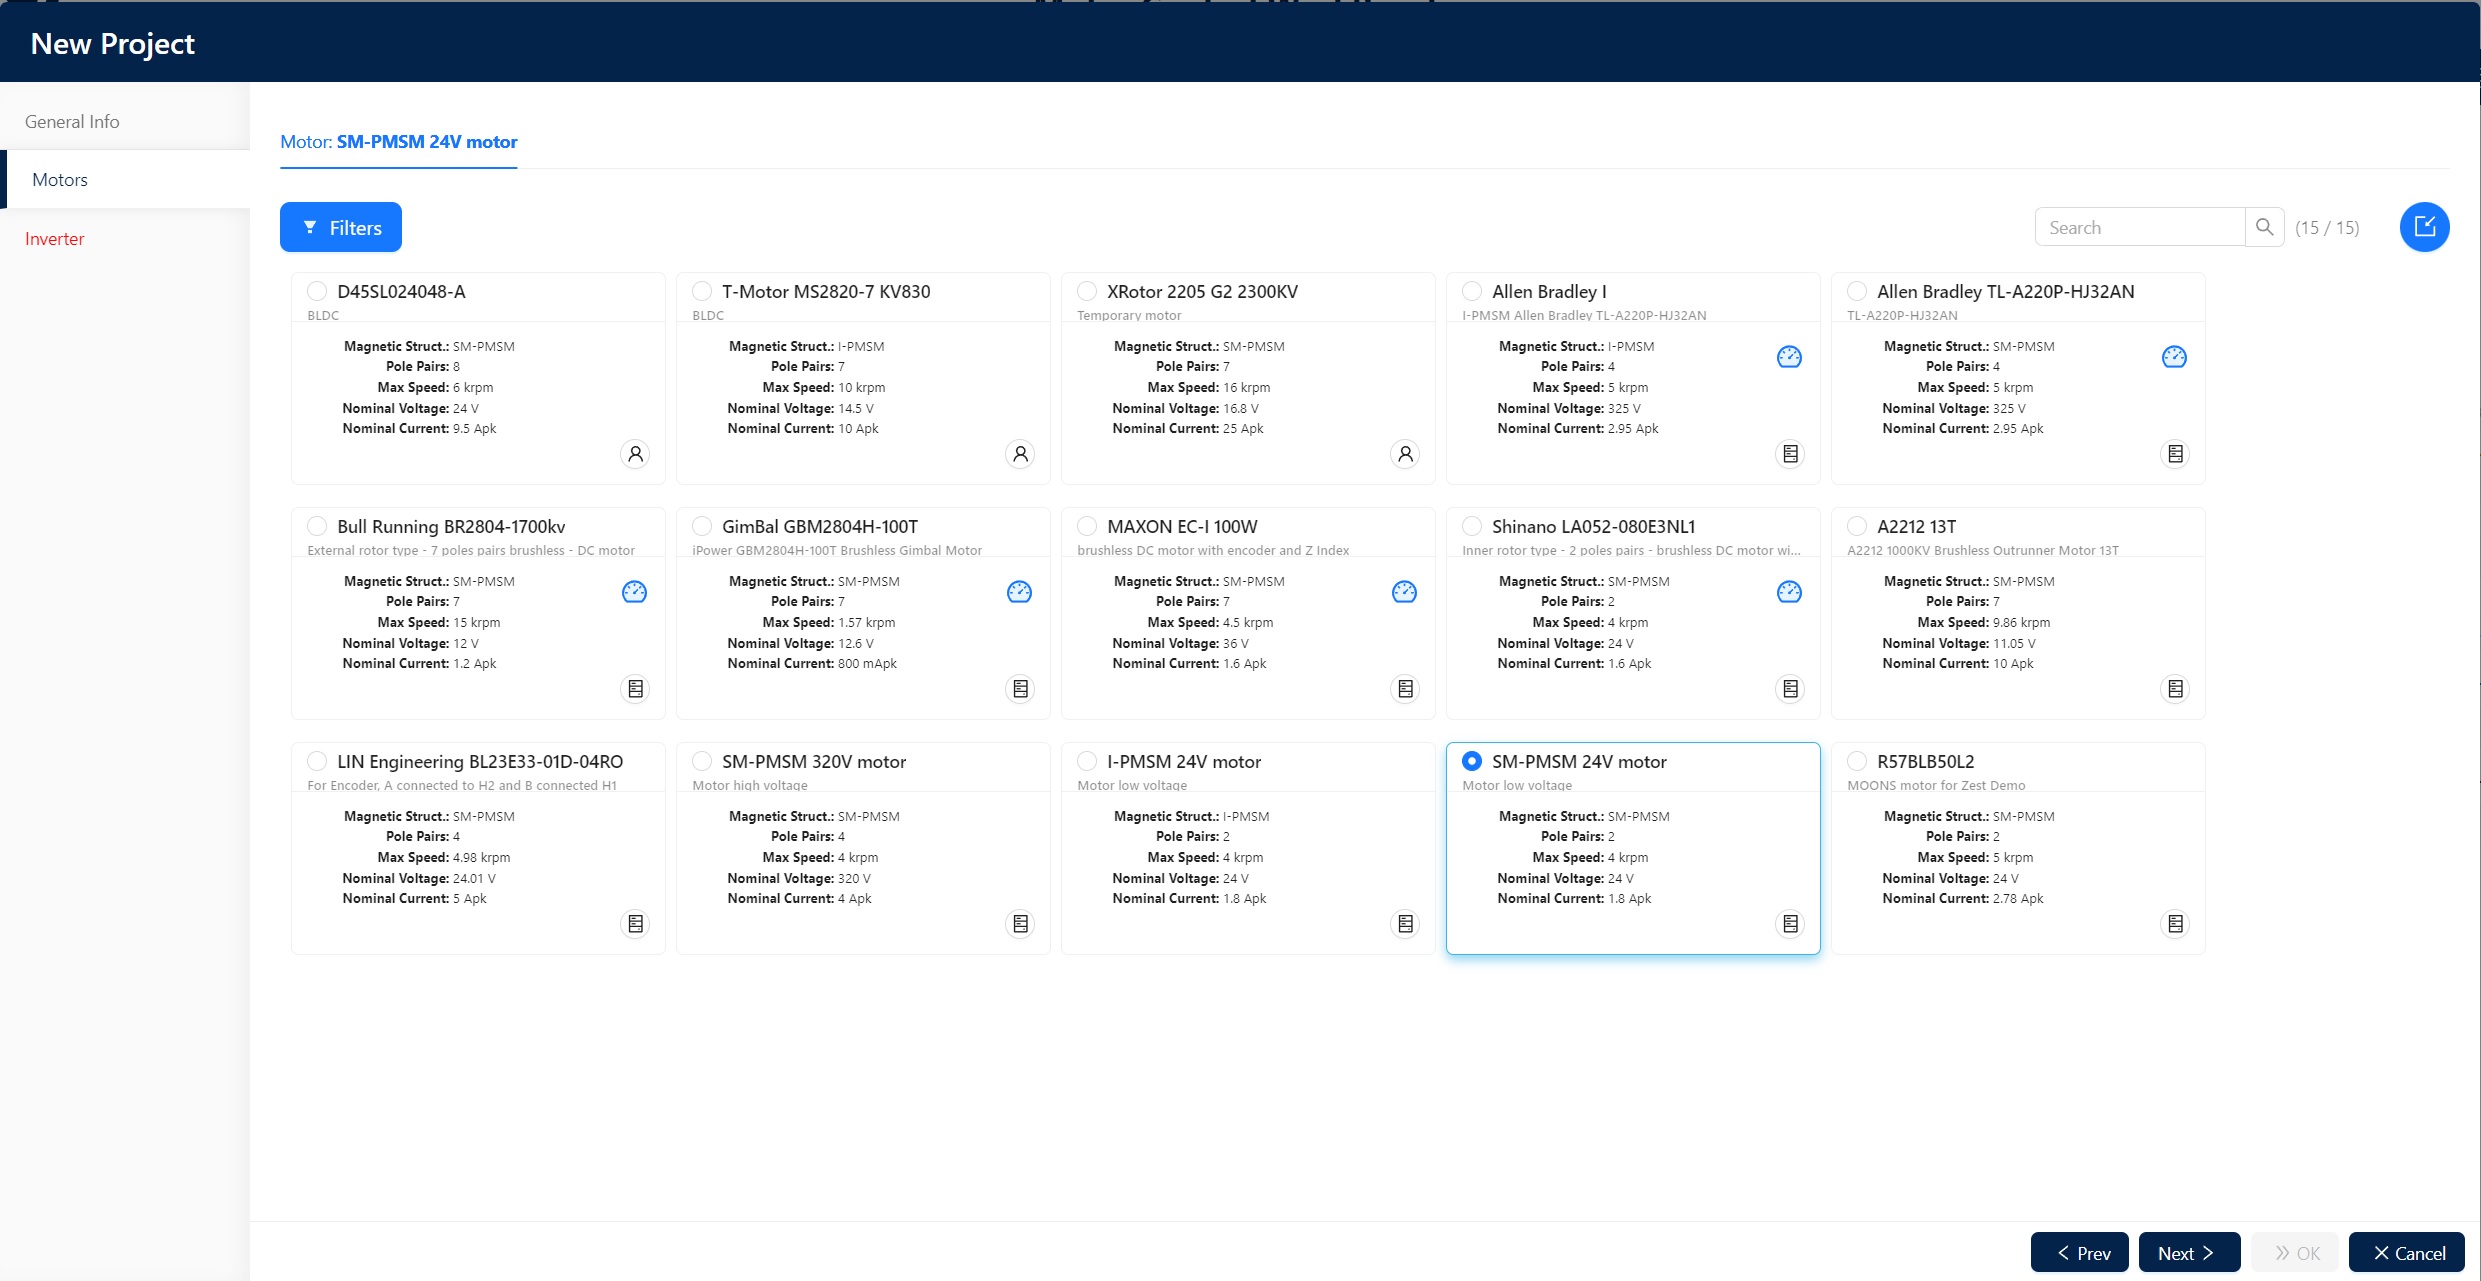 New Project
General Info
Motors
Inverter
Motor: SM-PMSM 24V motor
Filters
Search
(15 / 15)
D45SL024048-A
BLDC
Magnetic Struct.: SM-PMSM
Pole Pairs: 8
Max Speed: 6 krpm
Nominal Voltage: 24 V
Nominal Current: 9.5 Apk
T-Motor MS2820-7 KV830
BLDC
Magnetic Struct.: I-PMSM
Pole Pairs: 7
Max Speed: 10 krpm
Nominal Voltage: 14.5 V
Nominal Current: 10 Apk
XRotor 2205 G2 2300KV
Temporary motor
Magnetic Struct.: SM-PMSM
Pole Pairs: 7
Max Speed: 16 krpm
Nominal Voltage: 16.8 V
Nominal Current: 25 Apk
Allen Bradley I
I-PMSM Allen Bradley TL-A220P-HJ32AN
Magnetic Struct.: I-PMSM
Pole Pairs: 4
Max Speed: 5 krpm
Nominal Voltage: 325 V
Nominal Current: 2.95 Apk
Allen Bradley TL-A220P-HJ32AN
TL-A220P-HJ32AN
Magnetic Struct.: SM-PMSM
Pole Pairs: 4
Max Speed: 5 krpm
Nominal Voltage: 325 V
Nominal Current: 2.95 Apk
Bull Running BR2804-1700kv
External rotor type - 7 poles pairs brushless - DC motor
Magnetic Struct.: SM-PMSM
Pole Pairs: 7
Max Speed: 15 krpm
Nominal Voltage: 12 V
Nominal Current: 1.2 Apk
GimBal GBM2804H-100T
iPower GBM2804H-100T Brushless Gimbal Motor
Magnetic Struct.: SM-PMSM
Pole Pairs: 7
Max Speed: 1.57 krpm
Nominal Voltage: 12.6 V
Nominal Current: 800 mApk
MAXON EC-I 100W
brushless DC motor with encoder and Z Index
Magnetic Struct.: SM-PMSM
Pole Pairs: 7
Max Speed: 4.5 krpm
Nominal Voltage: 36 V
Nominal Current: 1.6 Apk
Shinano LA052-080E3NL1
Inner rotor type - 2 poles pairs - brushless DC motor wi...
Magnetic Struct.: SM-PMSM
Pole Pairs: 2
Max Speed: 4 krpm
Nominal Voltage: 24 V
Nominal Current: 1.6 Apk
A2212 13T
A2212 1000KV Brushless Outrunner Motor 13T
Magnetic Struct.: SM-PMSM
Pole Pairs: 7
Max Speed: 9.86 krpm
Nominal Voltage: 11.05 V
Nominal Current: 10 Apk
LIN Engineering BL23E33-01D-04RO
For Encoder, A connected to H2 and B connected H1
Magnetic Struct.: SM-PMSM
Pole Pairs: 4
Max Speed: 4.98 krpm
Nominal Voltage: 24.01 V
Nominal Current: 5 Apk
SM-PMSM 320V motor
Motor high voltage
Magnetic Struct.: SM-PMSM
Pole Pairs: 4
Max Speed: 4 krpm
Nominal Voltage: 320 V
Nominal Current: 4 Apk
I-PMSM 24V motor
Motor low voltage
Magnetic Struct.: I-PMSM
Pole Pairs: 2
Max Speed: 4 krpm
Nominal Voltage: 24 V
Nominal Current: 1.8 Apk
SM-PMSM 24V motor
Motor low voltage
Magnetic Struct.: SM-PMSM
Pole Pairs: 2
Max Speed: 4 krpm
Nominal Voltage: 24 V
Nominal Current: 1.8 Apk
R57BLB50L2
MOONS motor for Zest Demo
Magnetic Struct.: SM-PMSM
Pole Pairs: 2
Max Speed: 5 krpm
Nominal Voltage: 24 V
Nominal Current: 2.78 Apk
Prev
Next
OK
Cancel